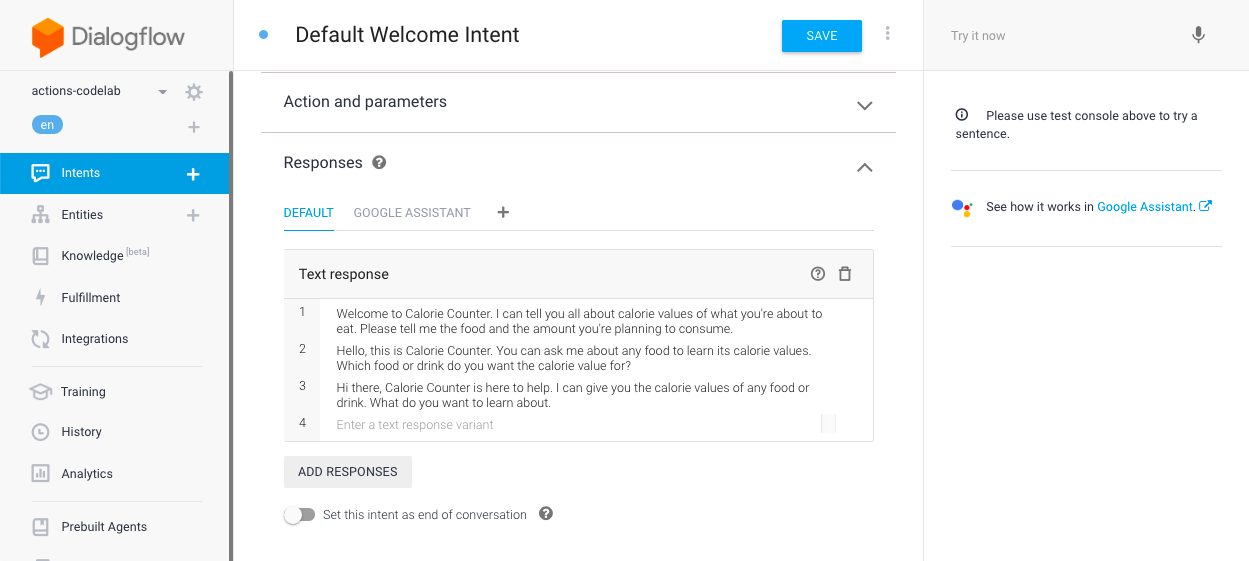 Dialogflow
Default Welcome Intent
SAVE
Try it now
actions-codelab
en
Intents
Entities
Knowledge [beta]
Fulfillment
Integrations
Training
History
Analytics
Prebuilt Agents
Action and parameters
Responses
DEFAULT GOOGLE ASSISTANT
Text response
1 Welcome to Calorie Counter. I can tell you all about calorie values of what you're about to
eat. Please tell me the food and the amount you're planning to consume.
2 Hello, this is Calorie Counter. You can ask me about any food to learn its calorie values.
Which food or drink do you want the calorie value for?
3 Hi there, Calorie Counter is here to help. I can give you the calorie values of any food or
drink. What do you want to learn about.
4 Enter a text response variant
ADD RESPONSES
Set this intent as end of conversation
Please use test console above to try a
sentence.
See how it works in Google Assistant.